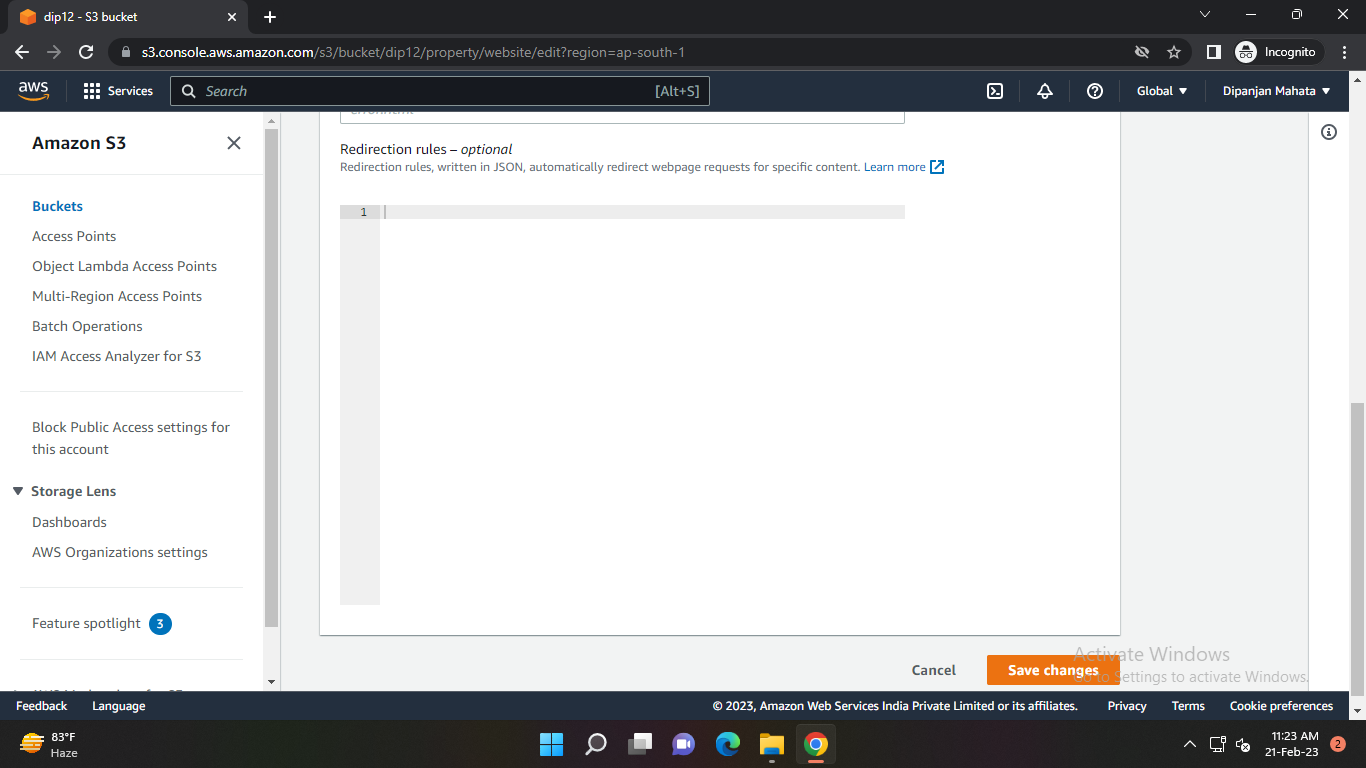 dip12 - S3 bucket
s3.console.aws.amazon.com/s3/bucket/dip12/property/website/edit?region=ap-south-1
Incognito
aws
Services
Search
[Alt+S]
Global
Dipanjan Mahata
Amazon S3
Buckets
Access Points
Object Lambda Access Points
Multi-Region Access Points
Batch Operations
IAM Access Analyzer for S3
Block Public Access settings for
this account
Storage Lens
Dashboards
AWS Organizations settings
Feature spotlight 3
Redirection rules – optional
Redirection rules, written in JSON, automatically redirect webpage requests for specific content. Learn more
1
Cancel
Save changes
Activate Windows
Go to Settings to activate Windows.
Feedback
Language
© 2023, Amazon Web Services India Private Limited or its affiliates.
Privacy
Terms
Cookie preferences
83°F
Haze
11:23 AM
21-Feb-23
2